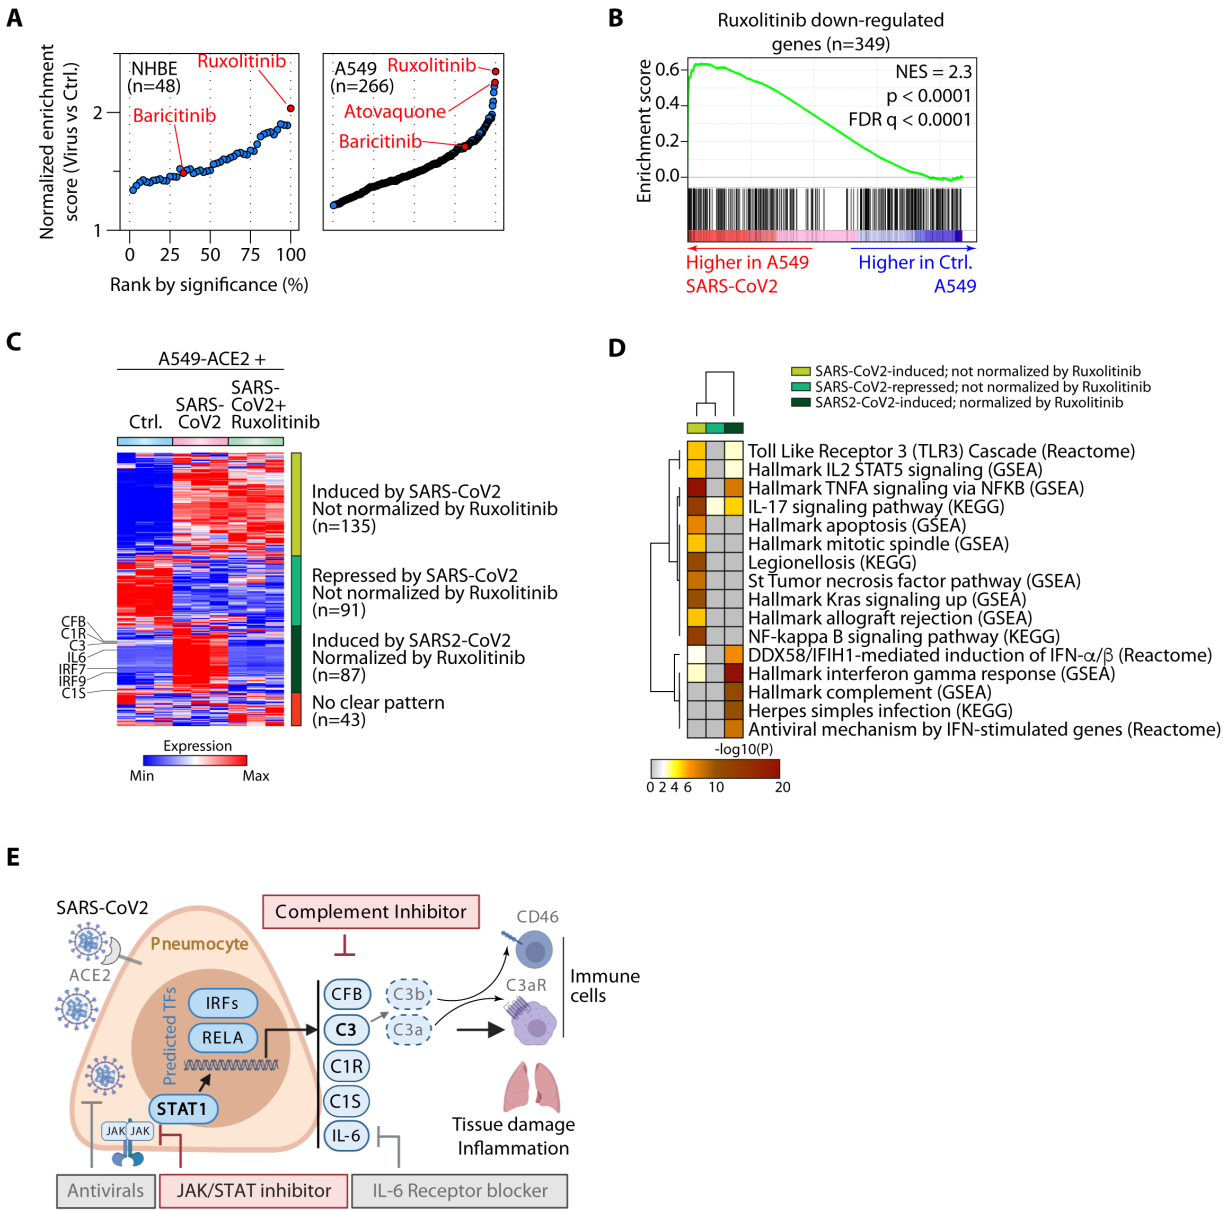 A
Normalized enrichment
score (Virus vs Ctrl.)
2
1
NHBE
(n=48)
Ruxolitinib
Baricitinib
A549
(n=266)
Ruxolitinib
Atovaquone
Baricitinib
0 25 50 75 100
Rank by significance (%)
B
Ruxolitinib down-regulated
genes (n=349)
Enrichment score
0.6
0.4
0.2
0.0
NES = 2.3
p < 0.0001
FDR q < 0.0001
Higher in A549
SARS-CoV2
Higher in Ctrl.
A549
C
A549-ACE2 +
Ctrl.
SARS-
CoV2
SARS-
CoV2+
Ruxolitinib
CFB
C1R
C3
IL6
IRF7
IRF9
C1S
Induced by SARS-CoV2
Not normalized by Ruxolitinib
(n=135)
Repressed by SARS-CoV2
Not normalized by Ruxolitinib
(n=91)
Induced by SARS2-CoV2
Normalized by Ruxolitinib
(n=87)
No clear pattern
(n=43)
Expression
Min Max
D
SARS-CoV2-induced; not normalized by Ruxolitinib
SARS-CoV2-repressed; not normalized by Ruxolitinib
SARS2-CoV2-induced; normalized by Ruxolitinib
Toll Like Receptor 3 (TLR3) Cascade (Reactome)
Hallmark IL2 STAT5 signaling (GSEA)
Hallmark TNFA signaling via NFKB (GSEA)
IL-17 signaling pathway (KEGG)
Hallmark apoptosis (GSEA)
Hallmark mitotic spindle (GSEA)
Legionellosis (KEGG)
St Tumor necrosis factor pathway (GSEA)
Hallmark Kras signaling up (GSEA)
Hallmark allograft rejection (GSEA)
NF-kappa B signaling pathway (KEGG)
DDX58/IFIH1-mediated induction of IFN-α/β (Reactome)
Hallmark interferon gamma response (GSEA)
Hallmark complement (GSEA)
Herpes simples infection (KEGG)
Antiviral mechanism by IFN-stimulated genes (Reactome)
-log10(P)
0 2 4 6 10 20
E
SARS-CoV2
ACE2
Pneumocyte
Predicted TFs
IRFs
RELA
STAT1
JAK JAK
Complement Inhibitor
CFB
C3
C1R
C1S
IL-6
C3b
C3a
CD46
C3aR
Immune
cells
Tissue damage
Inflammation
Antivirals
JAK/STAT inhibitor
IL-6 Receptor blocker